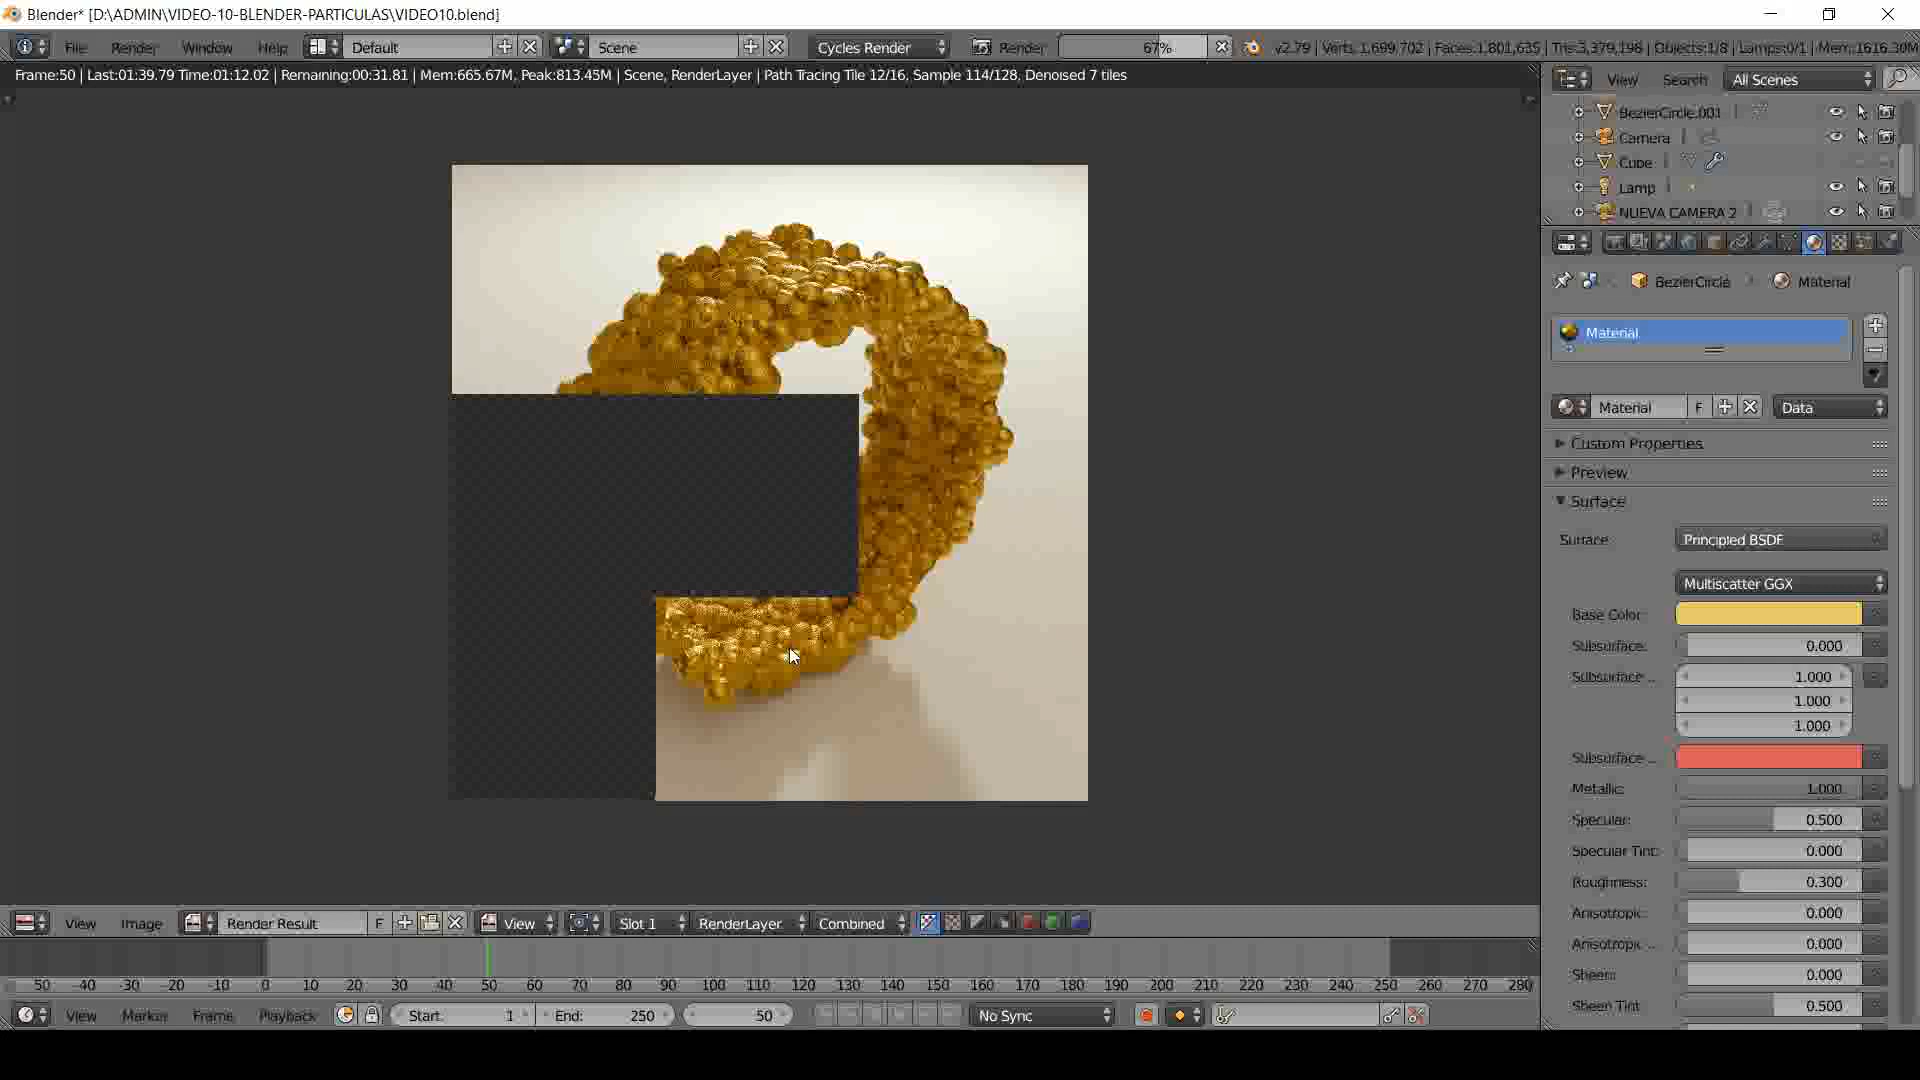 Blender* [D:\ADMIN\VIDEO-10-BLENDER-PARTICULAS\VIDEO10.blend]
File Render Window Help Default Scene Cycles Render Render 67% v2.79 | Verts:1,699,702 | Faces:1,801,635 | Tris:3,379,198 | Objects:1/8 | Lamps:0/1 | Mem:1616.30M
Frame:50 | Last:01:39.79 Time:01:12.02 | Remaining:00:31.81 | Mem:665.67M, Peak:813.45M | Scene, RenderLayer | Path Tracing Tile 12/16, Sample 114/128, Denoised 7 tiles
View Search All Scenes
BezierCircle.001
Camera
Cube
Lamp
NUEVA CAMERA 2
BezierCircle Material
Material
Material F Data
Custom Properties
Preview
Surface
Surface: Principled BSDF
Multiscatter GGX
Base Color:
Subsurface: 0.000
Subsurface ... 1.000
1.000
1.000
Subsurface ...
Metallic: 1.000
Specular: 0.500
Specular Tint: 0.000
Roughness: 0.300
Anisotropic: 0.000
Anisotropic ... 0.000
Sheen: 0.000
Sheen Tint: 0.500
View Image Render Result F View Slot 1 RenderLayer Combined
50 -40 -30 -20 -10 0 10 20 30 40 50 60 70 80 90 100 110 120 130 140 150 160 170 180 190 200 210 220 230 240 250 260 270 280
View Marker Frame Playback Start: 1 End: 250 50 No Sync